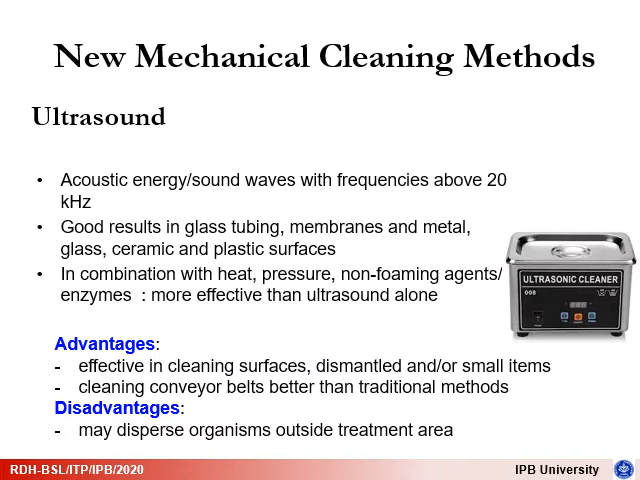 New Mechanical Cleaning Methods
Ultrasound
• Acoustic energy/sound waves with frequencies above 20
kHz
• Good results in glass tubing, membranes and metal,
glass, ceramic and plastic surfaces
• In combination with heat, pressure, non-foaming agents/
enzymes : more effective than ultrasound alone
ULTRASONIC CLEANER
008
Advantages:
- effective in cleaning surfaces, dismantled and/or small items
- cleaning conveyor belts better than traditional methods
Disadvantages:
- may disperse organisms outside treatment area
RDH-BSL/ITP/IPB/2020
IPB University